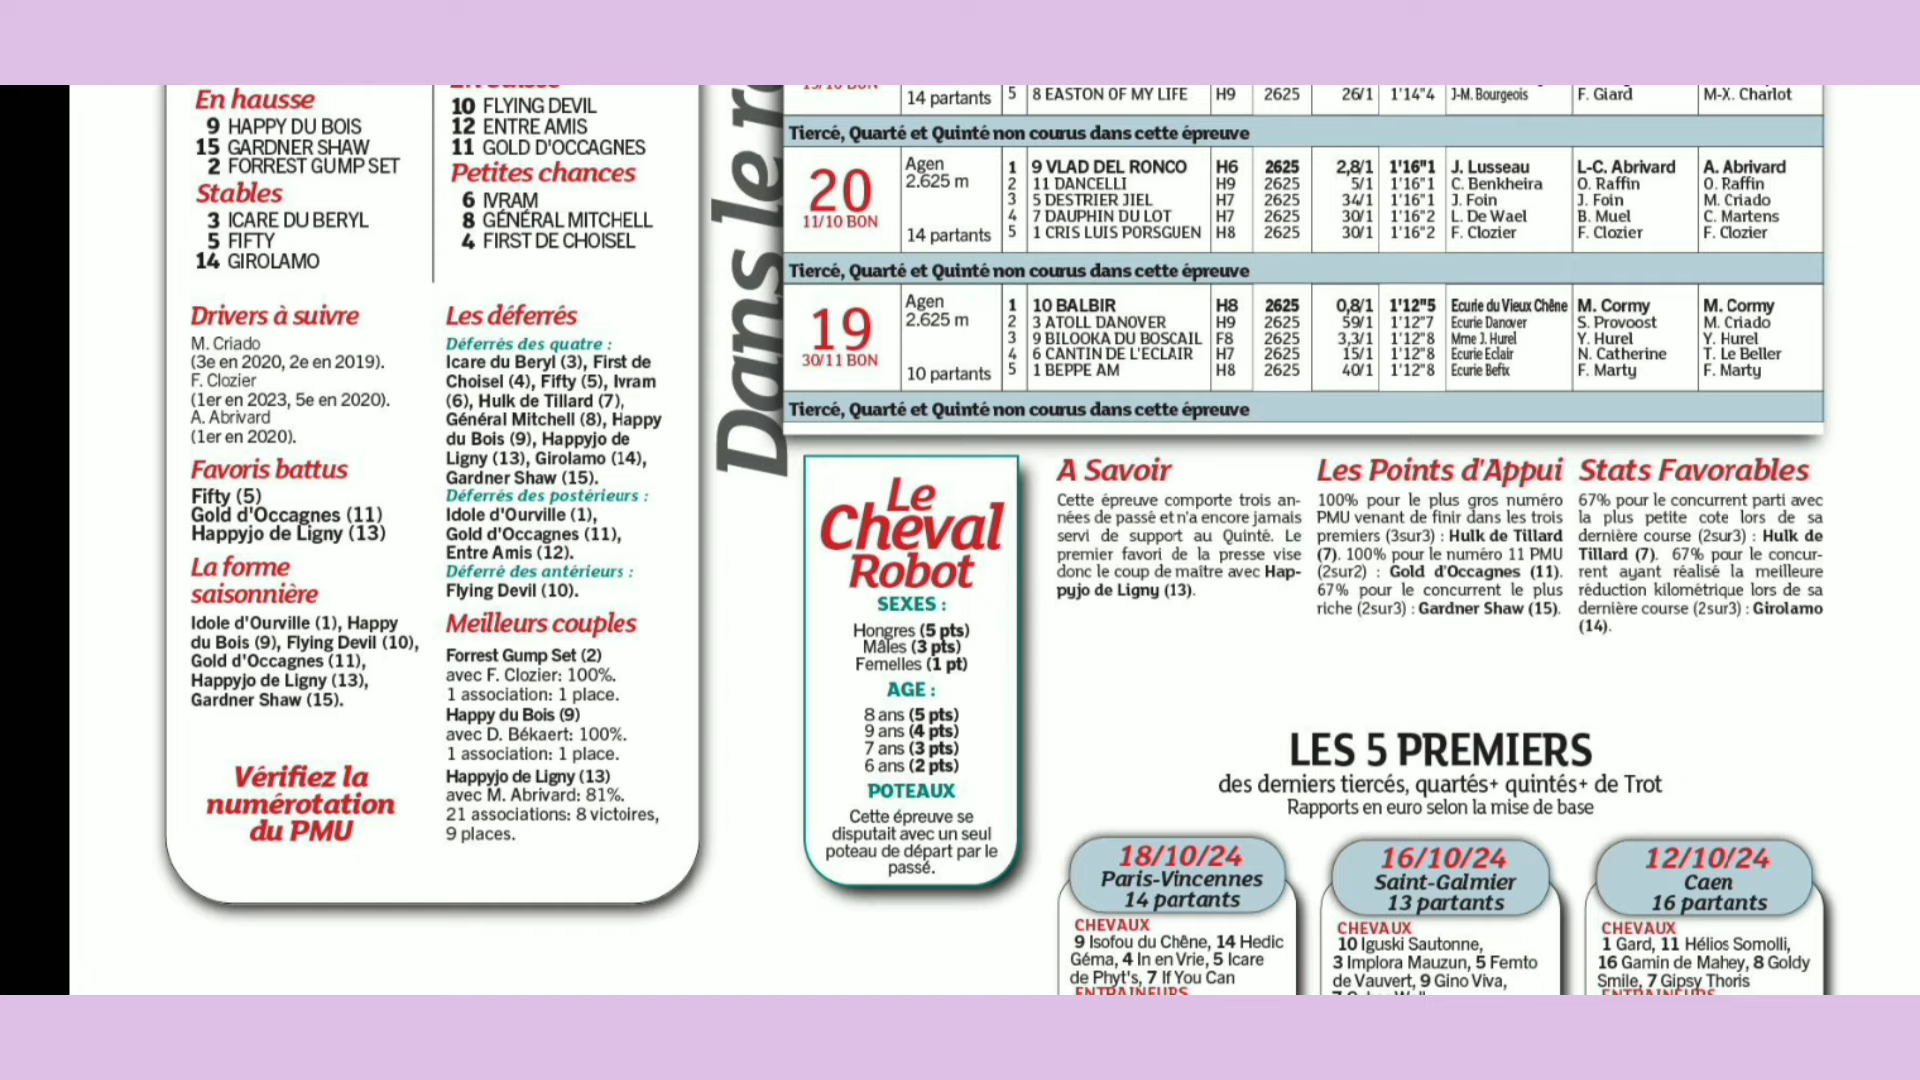 En hausse
9 HAPPY DU BOIS
15 GARDNER SHAW
2 FORREST GUMP SET
Stables
3 ICARE DU BERYL
5 FIFTY
14 GIROLAMO
10 FLYING DEVIL
12 ENTRE AMIS
11 GOLD D'OCCAGNES
Petites chances
6 IVRAM
8 GÉNÉRAL MITCHELL
4 FIRST DE CHOISEL
Drivers à suivre
M. Criado
(3e en 2020, 2e en 2019).
F. Clozier
(1er en 2023, 5e en 2020).
A. Abrivard
(1er en 2020).
Favoris battus
Fifty (5)
Gold d'Occagnes (11)
Happyjo de Ligny (13)
La forme
saisonnière
Idole d'Ourville (1), Happy
du Bois (9), Flying Devil (10),
Gold d'Occagnes (11),
Happyjo de Ligny (13),
Gardner Shaw (15).
Vérifiez la
numérotation
du PMU
Les déferrés
Déferrés des quatre :
Icare du Beryl (3), First de
Choisel (4), Fifty (5), Ivram
(6), Hulk de Tillard (7),
Général Mitchell (8), Happy
du Bois (9), Happyjo de
Ligny (13), Girolamo (14),
Gardner Shaw (15).
Déferrés des postérieurs :
Idole d'Ourville (1),
Gold d'Occagnes (11),
Entre Amis (12).
Déferré des antérieurs :
Flying Devil (10).
Meilleurs couples
Forrest Gump Set (2)
avec F. Clozier: 100%.
1 association: 1 place.
Happy du Bois (9)
avec D. Békaert: 100%.
1 association: 1 place.
Happyjo de Ligny (13)
avec M. Abrivard: 81%.
21 associations: 8 victoires,
9 places.
Dans le
14 partants 5 8 EASTON OF MY LIFE H9 2625 26/1 1'14"4 J-M. Bourgeois F. Giard M-X. Charlot
Tiercé, Quarté et Quinté non courus dans cette épreuve
20
11/10 BON
Agen
2.625 m
14 partants
1 9 VLAD DEL RONCO H6 2625 2,8/1 1'16"1 J. Lusseau L-C. Abrivard A. Abrivard
2 11 DANCELLI H9 2625 5/1 1'16"1 C. Benkheira O. Raffin O. Raffin
3 5 DESTRIER JIEL H7 2625 34/1 1'16"1 J. Foin J. Foin M. Criado
4 7 DAUPHIN DU LOT H7 2625 30/1 1'16"2 L. De Wael B. Muel C. Martens
5 1 CRIS LUIS PORSGUEN H8 2625 30/1 1'16"2 F. Clozier F. Clozier F. Clozier
Tiercé, Quarté et Quinté non courus dans cette épreuve
19
30/11 BON
Agen
2.625 m
10 partants
1 10 BALBIR H8 2625 0,8/1 1'12"5 Ecurie du Vieux Chêne M. Cormy M. Cormy
2 3 ATOLL DANOVER H9 2625 59/1 1'12"7 Ecurie Danover S. Provoost M. Criado
3 9 BILOOKA DU BOSCAIL F8 2625 3,3/1 1'12"8 Mme J. Hurel Y. Hurel Y. Hurel
4 6 CANTIN DE L'ECLAIR H7 2625 15/1 1'12"8 Ecurie Eclair N. Catherine T. Le Beller
5 1 BEPPE AM H8 2625 40/1 1'12"8 Ecurie Befix F. Marty F. Marty
Tiercé, Quarté et Quinté non courus dans cette épreuve
Le
Cheval
Robot
SEXES :
Hongres (5 pts)
Mâles (3 pts)
Femelles (1 pt)
AGE :
8 ans (5 pts)
9 ans (4 pts)
7 ans (3 pts)
6 ans (2 pts)
POTEAUX
Cette épreuve se
disputait avec un seul
poteau de départ par le
passé.
A Savoir
Cette épreuve comporte trois an-
nées de passé et n'a encore jamais
servi de support au Quinté. Le
premier favori de la presse vise
donc le coup de maître avec Hap-
pyjo de Ligny (13).
Les Points d'Appui
100% pour le plus gros numéro
PMU venant de finir dans les trois
premiers (3sur3) : Hulk de Tillard
(7). 100% pour le numéro 11 PMU
(2sur2) : Gold d'Occagnes (11).
67% pour le concurrent le plus
riche (2sur3) : Gardner Shaw (15).
Stats Favorables
67% pour le concurrent parti avec
la plus petite cote lors de sa
dernière course (2sur3) : Hulk de
Tillard (7). 67% pour le concur-
rent ayant réalisé la meilleure
réduction kilométrique lors de sa
dernière course (2sur3) : Girolamo
(14).
LES 5 PREMIERS
des derniers tiercés, quartés+ quintés+ de Trot
Rapports en euro selon la mise de base
18/10/24
Paris-Vincennes
14 partants
CHEVAUX
9 Isofou du Chêne, 14 Hedic
Géma, 4 In en Vrie, 5 Icare
de Phyt's, 7 If You Can
ENTRAINEURS
16/10/24
Saint-Galmier
13 partants
CHEVAUX
10 Iguski Sautonne,
3 Implora Mauzun, 5 Femto
de Vauvert, 9 Gino Viva,
12/10/24
Caen
16 partants
CHEVAUX
1 Gard, 11 Hélios Somolli,
16 Gamin de Mahey, 8 Goldy
Smile, 7 Gipsy Thoris
ENTRAINEURS